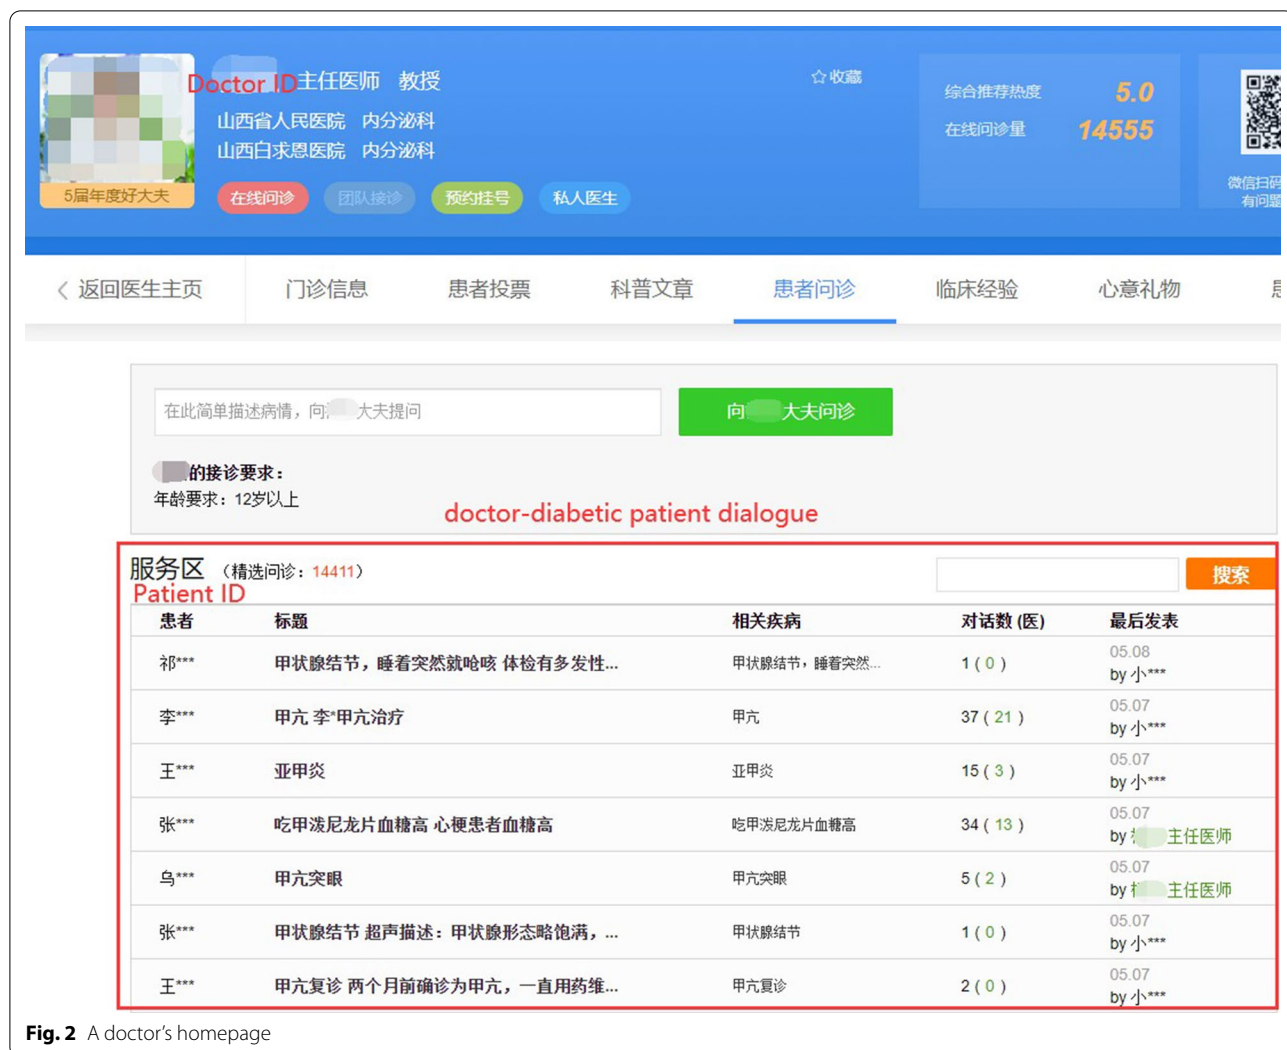 Doctor ID主任医师 教授
☆收藏
山西省人民医院 内分泌科
山西白求恩医院 内分泌科
综合推荐热度 5.0
在线问诊量 14555
5届年度好大夫
在线问诊 团队接诊 预约挂号 私人医生
微信扫码
有问题
< 返回医生主页 门诊信息 患者投票 科普文章 患者问诊 临床经验 心意礼物
在此简单描述病情，向 大夫提问
向 大夫问诊
的接诊要求：
年龄要求：12岁以上
doctor-diabetic patient dialogue
服务区 （精选问诊：14411）
搜索
Patient ID
患者 标题 相关疾病 对话数 (医) 最后发表
祁*** 甲状腺结节，睡着突然就呛咳 体检有多发性... 甲状腺结节，睡着突然... 1 ( 0 ) 05.08
by 小***
李*** 甲亢 李*甲亢治疗 甲亢 37 ( 21 ) 05.07
by 小***
王*** 亚甲炎 亚甲炎 15 ( 3 ) 05.07
by 小***
张*** 吃甲泼尼龙片血糖高 心梗患者血糖高 吃甲泼尼龙片血糖高 34 ( 13 ) 05.07
by 主任医师
乌*** 甲亢突眼 甲亢突眼 5 ( 2 ) 05.07
by 主任医师
张*** 甲状腺结节 超声描述：甲状腺形态略饱满，... 甲状腺结节 1 ( 0 ) 05.07
by 小***
王*** 甲亢复诊 两个月前确诊为甲亢，一直用药维... 甲亢复诊 2 ( 0 ) 05.07
by 小***
Fig. 2 A doctor's homepage